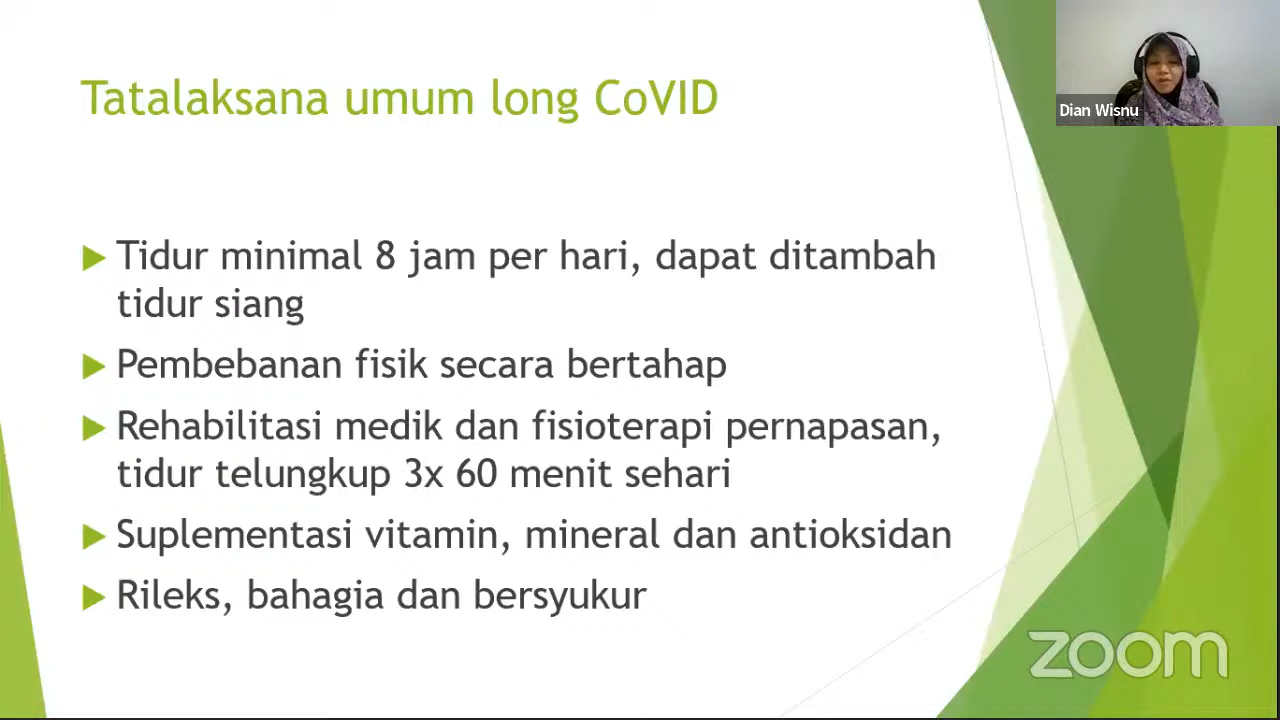 Tatalaksana umum long CoVID
Dian Wisnu
Tidur minimal 8 jam per hari, dapat ditambah
tidur siang
Pembebanan fisik secara bertahap
Rehabilitasi medik dan fisioterapi pernapasan,
tidur telungkup 3x 60 menit sehari
Suplementasi vitamin, mineral dan antioksidan
Rileks, bahagia dan bersyukur
zoom